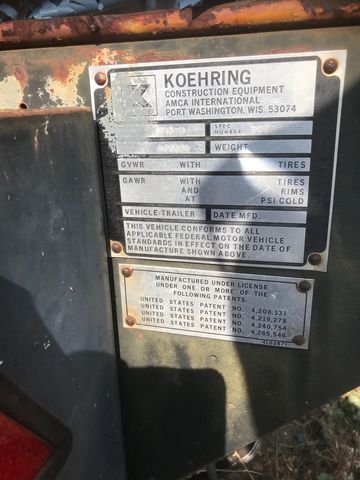 KOEHRING
CONSTRUCTION EQUIPMENT
AMCA INTERNATIONAL
PORT WASHINGTON, WIS. 53074
SPEC.
NUMBER
WEIGHT
GVWR WITH TIRES
GAWR WITH TIRES
AND RIMS
AT PSI COLD
VEHICLE-TRAILER DATE MFD.
THIS VEHICLE CONFORMS TO ALL
APPLICABLE FEDERAL MOTOR VEHICLE
STANDARDS IN EFFECT ON THE DATE OF
MANUFACTURE SHOWN ABOVE.
MANUFACTURED UNDER LICENSE
UNDER ONE OR MORE OF THE
FOLLOWING PATENTS:
UNITED STATES PATENT NO. 4,208,131
UNITED STATES PATENT NO. 4,219,278
UNITED STATES PATENT NO. 4,240,754
UNITED STATES PATENT NO. 4,265,546